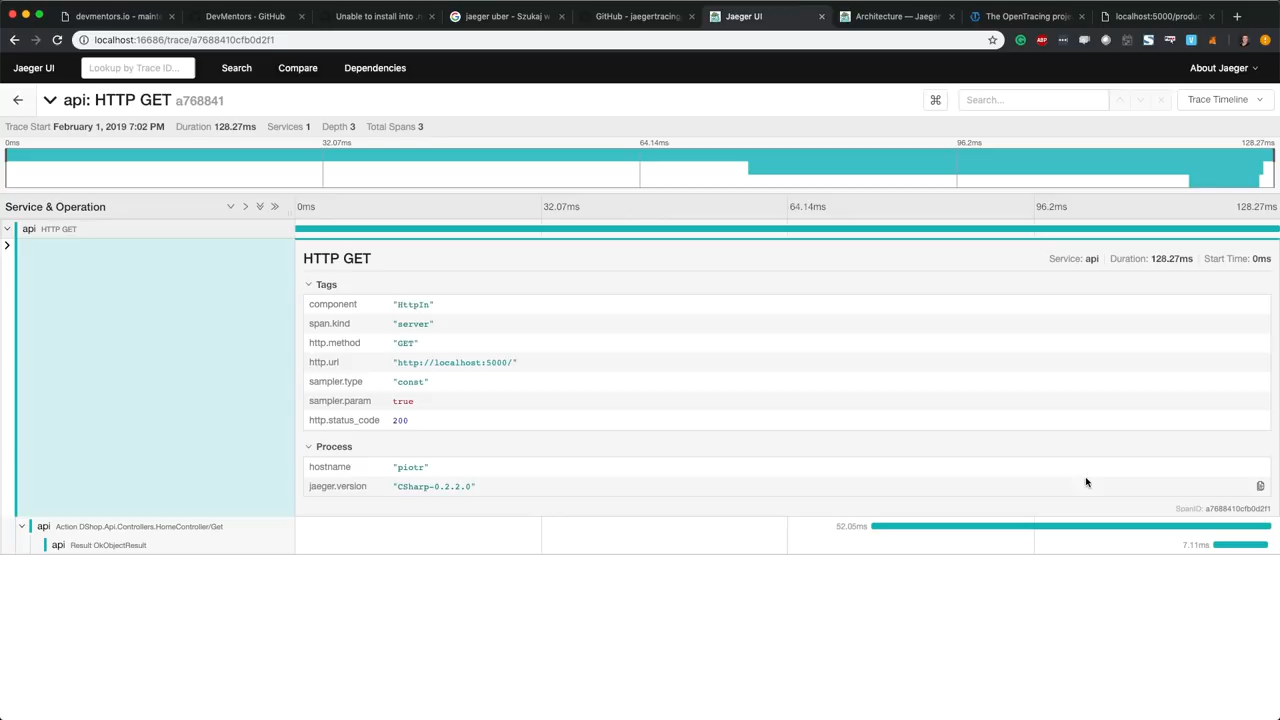 devmentors.io - mainte
DevMentors · GitHub
Unable to install into .n
jaeger uber - Szukaj w
GitHub - jaegertracing
Jaeger UI
Architecture — Jaeger
The OpenTracing proje
localhost:5000/produc
localhost:16686/trace/a7688410cfb0d2f1
ABP
Jaeger UI
Lookup by Trace ID...
Search
Compare
Dependencies
About Jaeger
api: HTTP GET a768841
Search...
Trace Timeline
Trace Start February 1, 2019 7:02 PM Duration 128.27ms Services 1 Depth 3 Total Spans 3
0ms 32.07ms 64.14ms 96.2ms 128.27ms
Service & Operation
0ms 32.07ms 64.14ms 96.2ms 128.27ms
api HTTP GET
HTTP GET
Service: api Duration: 128.27ms Start Time: 0ms
Tags
component "HttpIn"
span.kind "server"
http.method "GET"
http.url "http://localhost:5000/"
sampler.type "const"
sampler.param true
http.status_code 200
Process
hostname "piotr"
jaeger.version "CSharp-0.2.2.0"
SpanID: a7688410cfb0d2f1
api Action DShop.Api.Controllers.HomeController/Get 52.05ms
api Result OkObjectResult 7.11ms